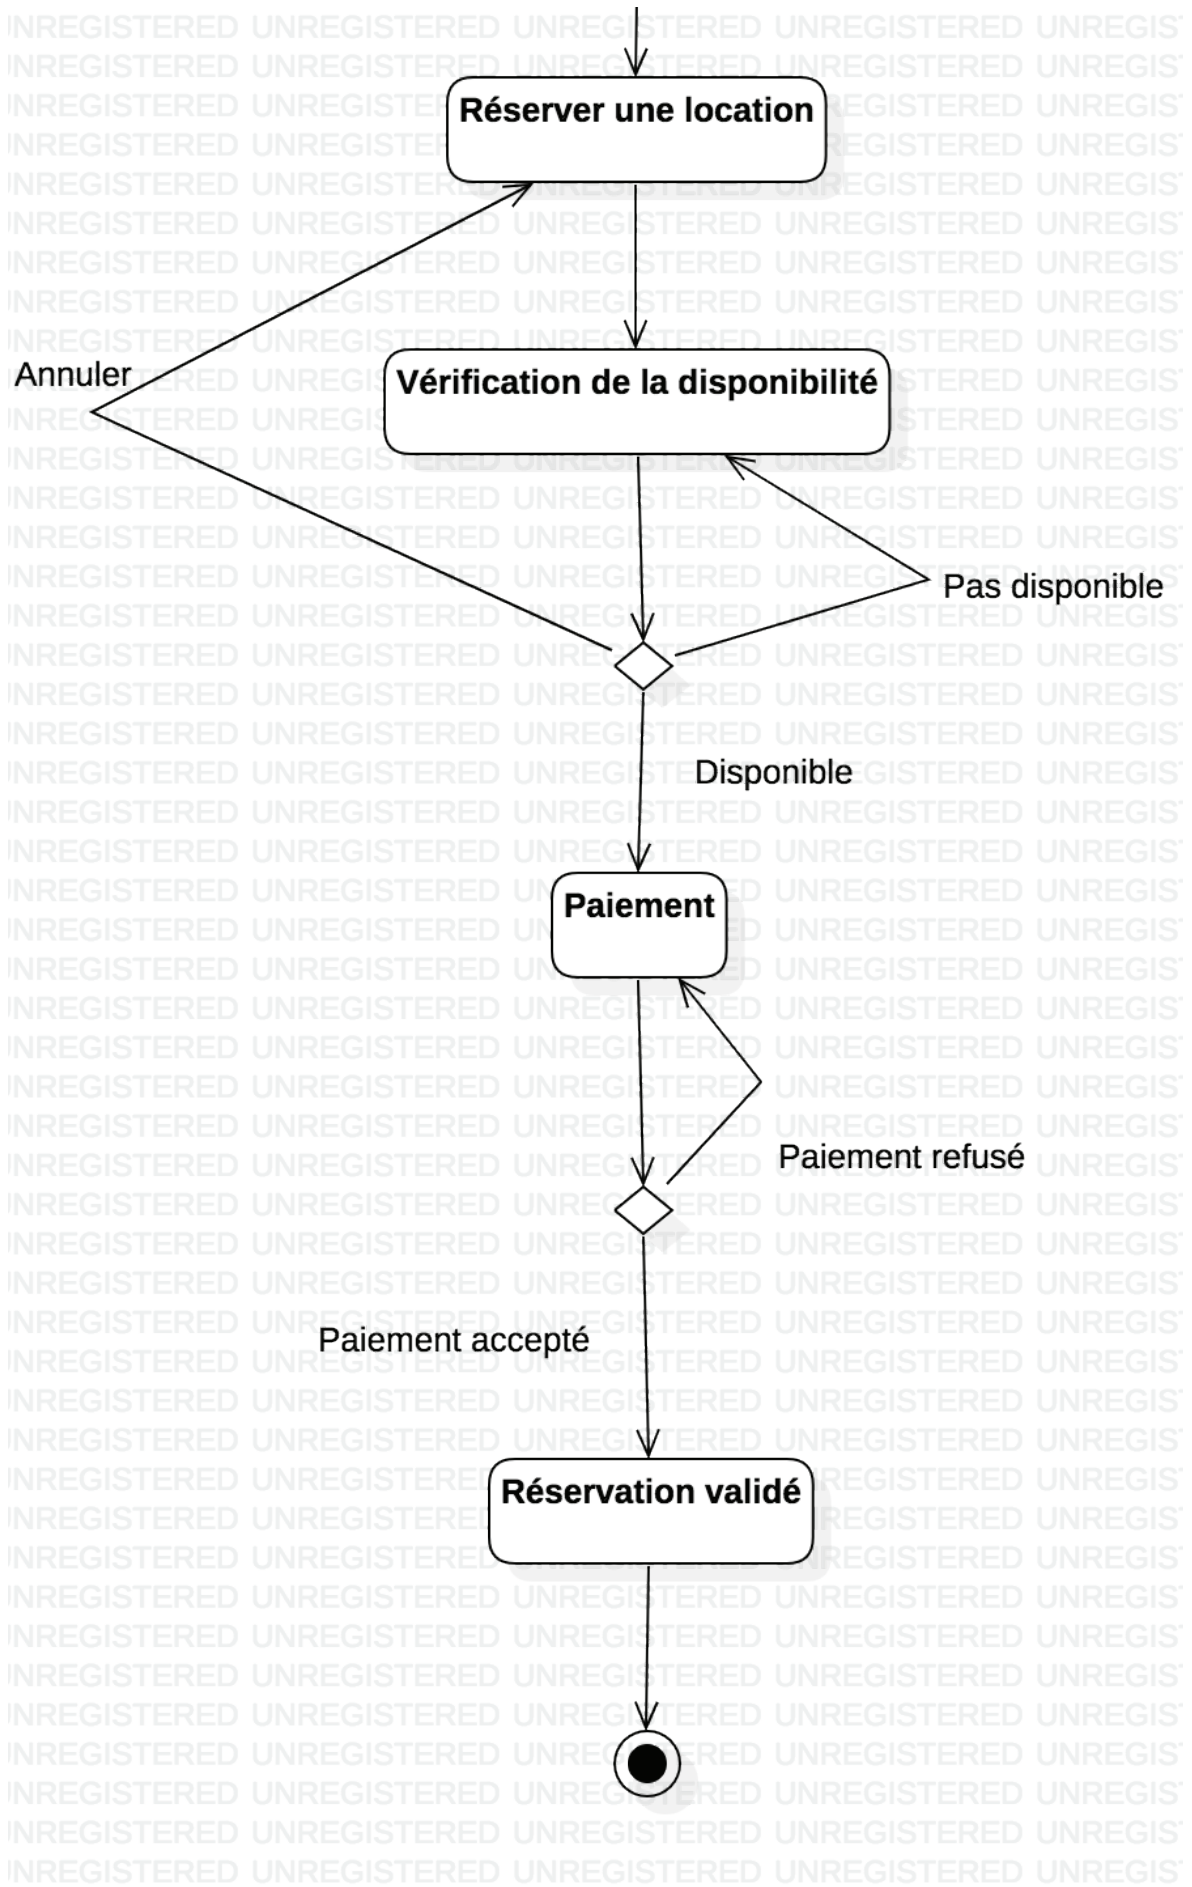 Réserver une location
Annuler
Vérification de la disponibilité
Pas disponible
Disponible
Paiement
Paiement refusé
Paiement accepté
Réservation validé